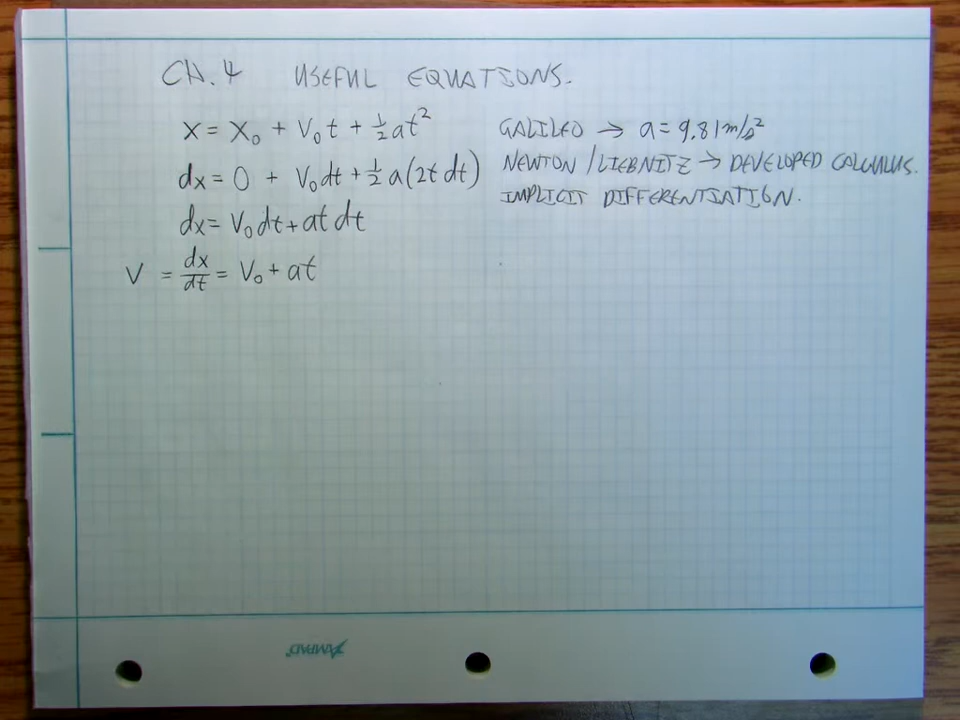 CH. 4 USEFUL EQUATIONS.
x = x₀ + v₀t + ½at² GALILEO → a = 9.81 m/s²
dx = 0 + v₀dt + ½a(2t dt) NEWTON / LIEBNITZ → DEVELOPED CALCULUS.
IMPLICIT DIFFERENTIATION.
dx = v₀dt + at dt
v = dx/dt = v₀ + at
AMPAD